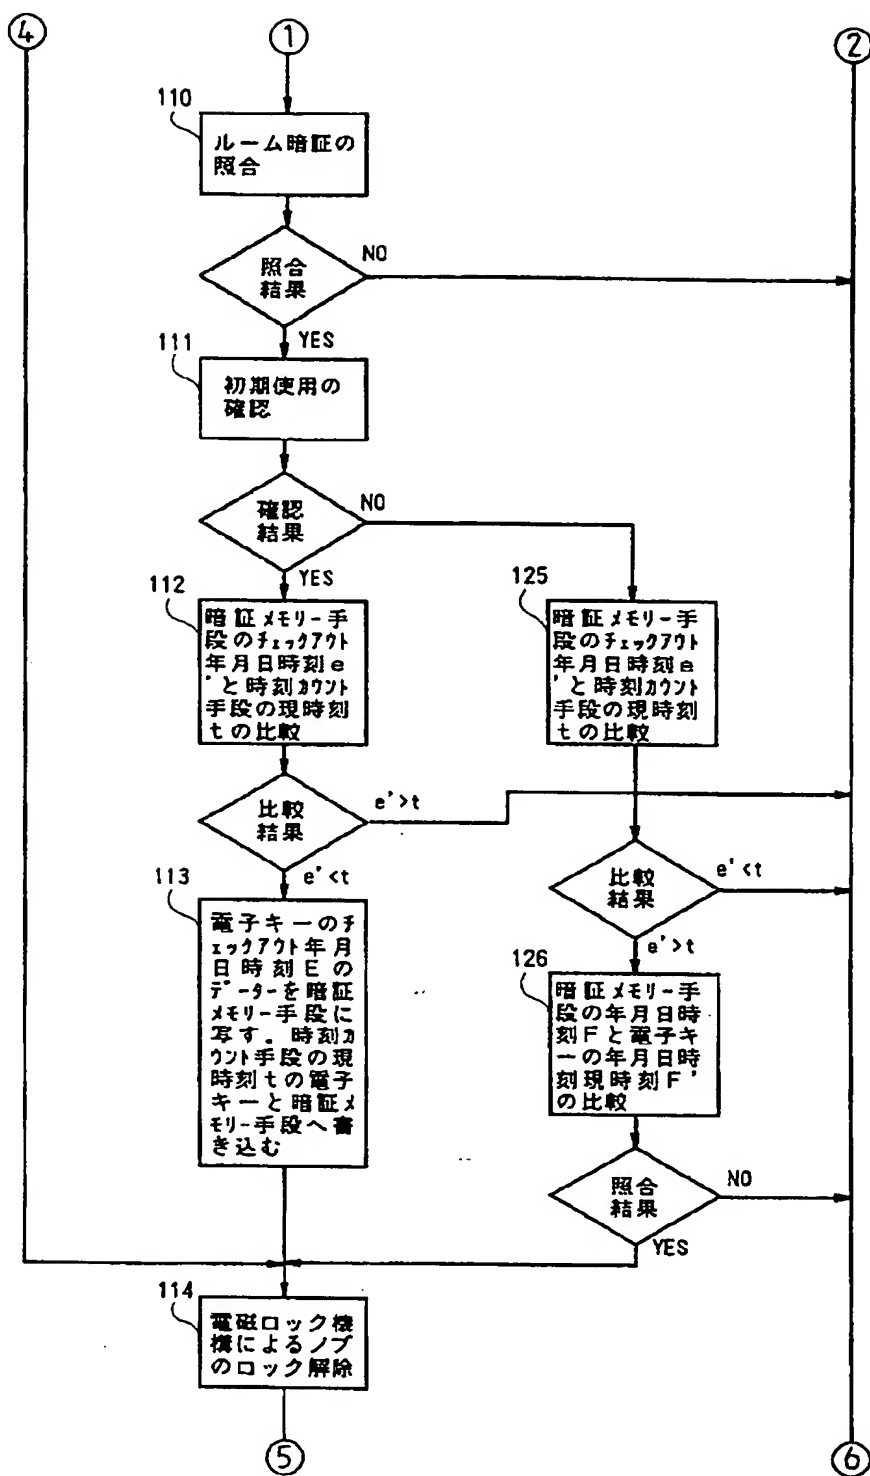 ④
①
②
110
ルーム暗証の
照合
照合
結果
NO
YES
111
初期使用の
確認
確認
結果
NO
YES
112
暗証メモリー手
段のチェックアウト
年月日時刻e
'と時刻カウント
手段の現時刻
tの比較
125
暗証メモリー手
段のチェックアウト
年月日時刻e
'と時刻カウント
手段の現時刻
tの比較
比較
結果
e'>t
e'<t
比較
結果
e'<t
e'>t
113
電子キーのチ
ェックアウト年月
日時刻Eの
データーを暗証
メモリー手段に
写す。時刻カ
ウント手段の現
時刻tの電子
キーと暗証メ
モリー手段へ書
き込む
126
暗証メモリー手
段の年月日時
刻Fと電子キ
ーの年月日時
刻現時刻F'
の比較
照合
結果
NO
YES
114
電磁ロック機
構によるノブ
のロック解除
⑤
⑥